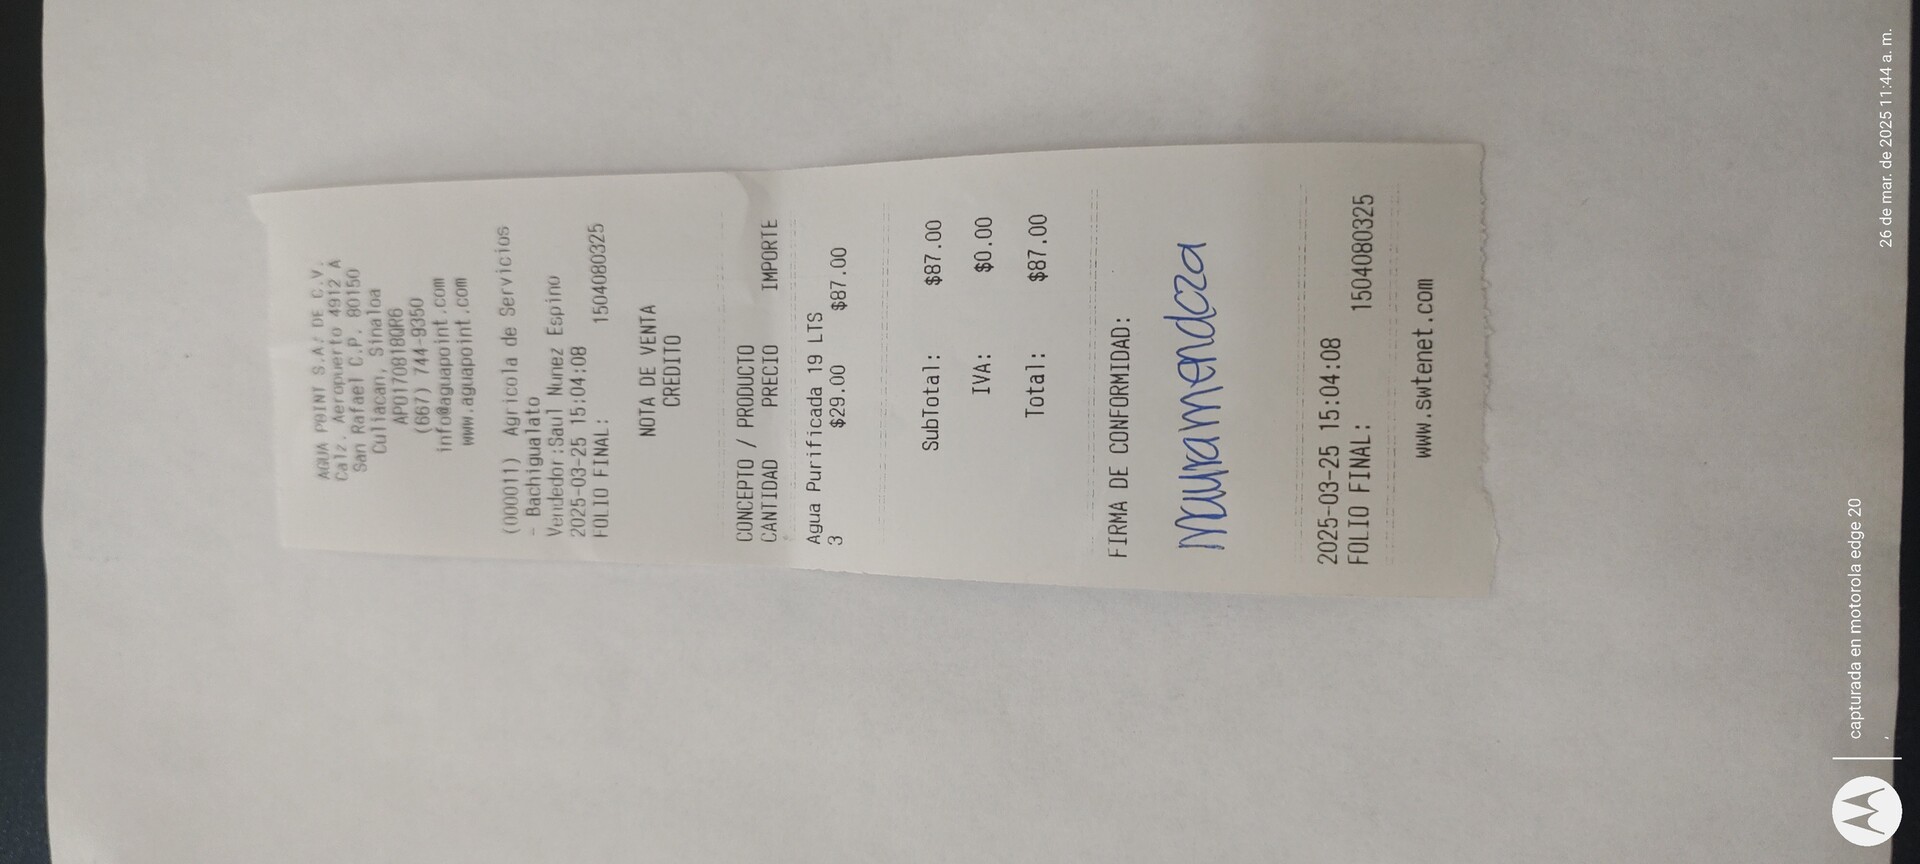 AGUA POINT S.A. DE C.V.
Calz. Aeropuerto 4912 A
San Rafael C.P. 80150
Culiacan, Sinaloa
APO170818QR6
(667) 744-9350
info@aguapoint.com
www.aguapoint.com
(000011) Agricola de Servicios
- Bachigualato
Vendedor:Saul Nunez Espino
2025-03-25 15:04:08
FOLIO FINAL: 1504080325
NOTA DE VENTA
CREDITO
CONCEPTO / PRODUCTO
CANTIDAD PRECIO IMPORTE
Agua Purificada 19 LTS
3 $29.00 $87.00
SubTotal: $87.00
IVA: $0.00
Total: $87.00
FIRMA DE CONFORMIDAD:
mauramendoza
2025-03-25 15:04:08
FOLIO FINAL: 1504080325
www.swtenet.com
capturada en motorola edge 20
,
26 de mar. de 2025 11:44 a. m.